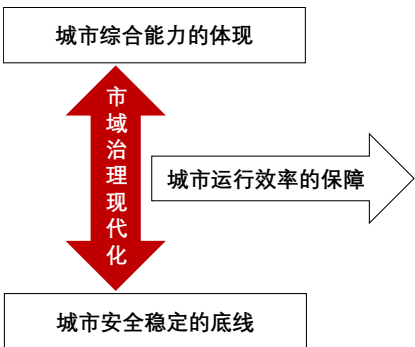 城市综合能力的体现
市域治理现代化
城市运行效率的保障
城市安全稳定的底线